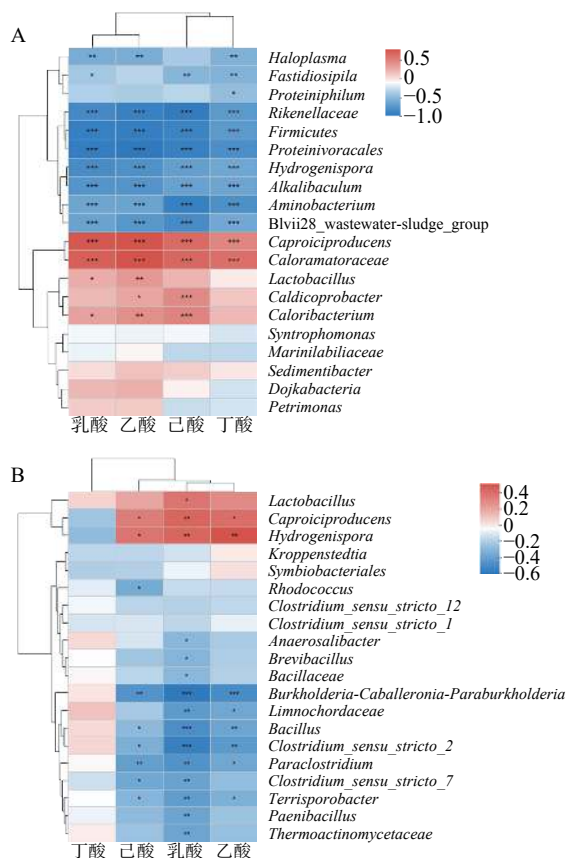 A
0.5
0
−0.5
−1.0
** ** ** Haloplasma
* ** ** Fastidiosipila
* Proteiniphilum
*** *** *** *** Rikenellaceae
*** *** *** *** Firmicutes
*** *** *** *** Proteinivoracales
*** *** *** *** Hydrogenispora
*** *** *** *** Alkalibaculum
*** *** *** *** Aminobacterium
*** *** *** *** Blvii28_wastewater-sludge_group
*** *** *** *** Caproiciproducens
*** *** *** *** Caloramatoraceae
* ** Lactobacillus
* *** Caldicoprobacter
* ** *** Caloribacterium
Syntrophomonas
Marinilabiliaceae
Sedimentibacter
Dojkabacteria
Petrimonas
乳酸 乙酸 己酸 丁酸
B
0.4
0.2
0
−0.2
−0.4
−0.6
* Lactobacillus
* ** * Caproiciproducens
* ** ** Hydrogenispora
Kroppenstedtia
Symbiobacteriales
* Rhodococcus
Clostridium_sensu_stricto_12
Clostridium_sensu_stricto_1
* Anaerosalibacter
* Brevibacillus
* Bacillaceae
** *** *** Burkholderia-Caballeronia-Paraburkholderia
** * Limnochordaceae
* *** ** Bacillus
* *** ** Clostridium_sensu_stricto_2
** ** * Paraclostridium
* ** Clostridium_sensu_stricto_7
* ** * Terrisporobacter
** Paenibacillus
** Thermoactinomycetaceae
丁酸 己酸 乳酸 乙酸